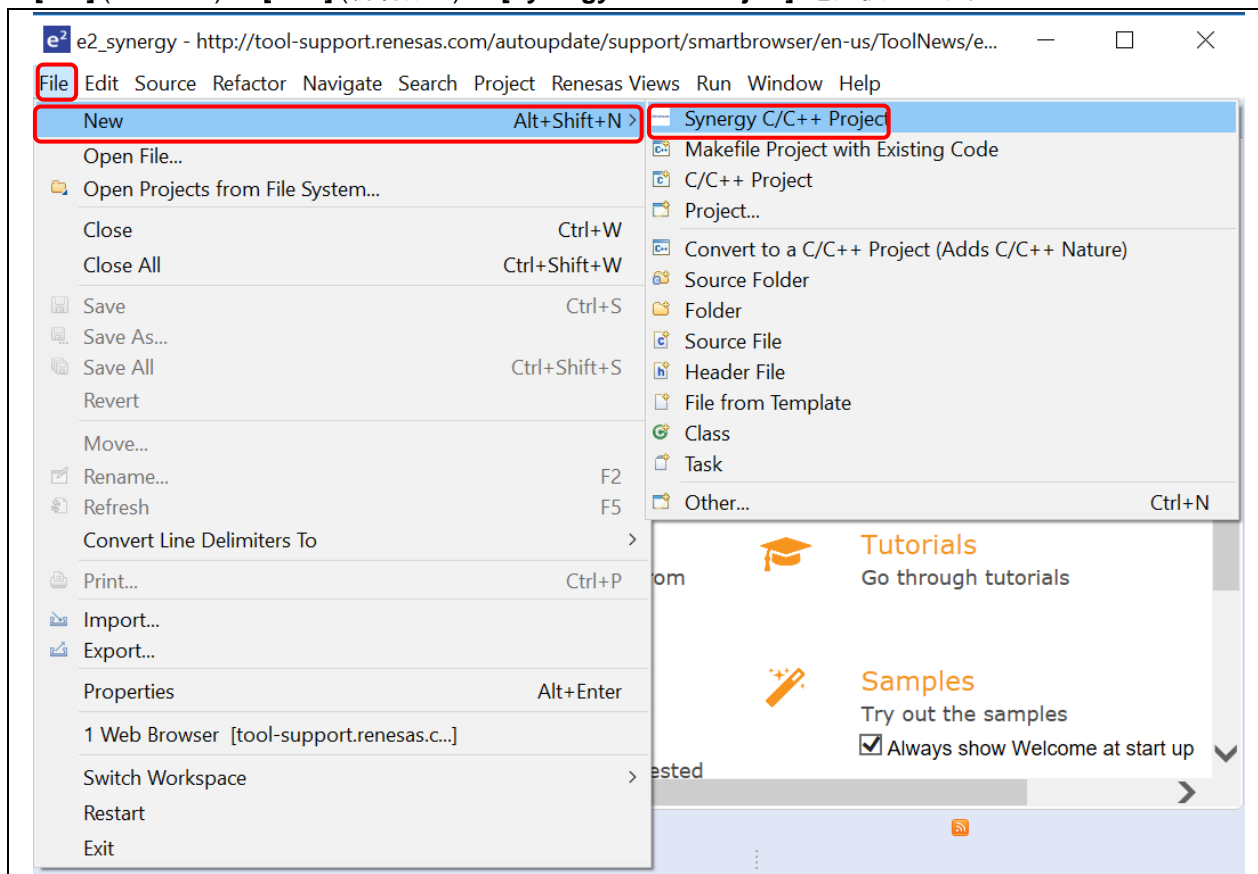 e² e2_synergy - http://tool-support.renesas.com/autoupdate/support/smartbrowser/en-us/ToolNews/e...
File Edit Source Refactor Navigate Search Project Renesas Views Run Window Help
New Alt+Shift+N >
Open File...
Open Projects from File System...
Close Ctrl+W
Close All Ctrl+Shift+W
Save Ctrl+S
Save As...
Save All Ctrl+Shift+S
Revert
Move...
Rename... F2
Refresh F5
Convert Line Delimiters To >
Print... Ctrl+P
Import...
Export...
Properties Alt+Enter
1 Web Browser [tool-support.renesas.c...]
Switch Workspace >
Restart
Exit
Synergy C/C++ Project
Makefile Project with Existing Code
C/C++ Project
Project...
Convert to a C/C++ Project (Adds C/C++ Nature)
Source Folder
Folder
Source File
Header File
File from Template
Class
Task
Other... Ctrl+N
Tutorials
om Go through tutorials
Samples
Try out the samples
Always show Welcome at start up
ested